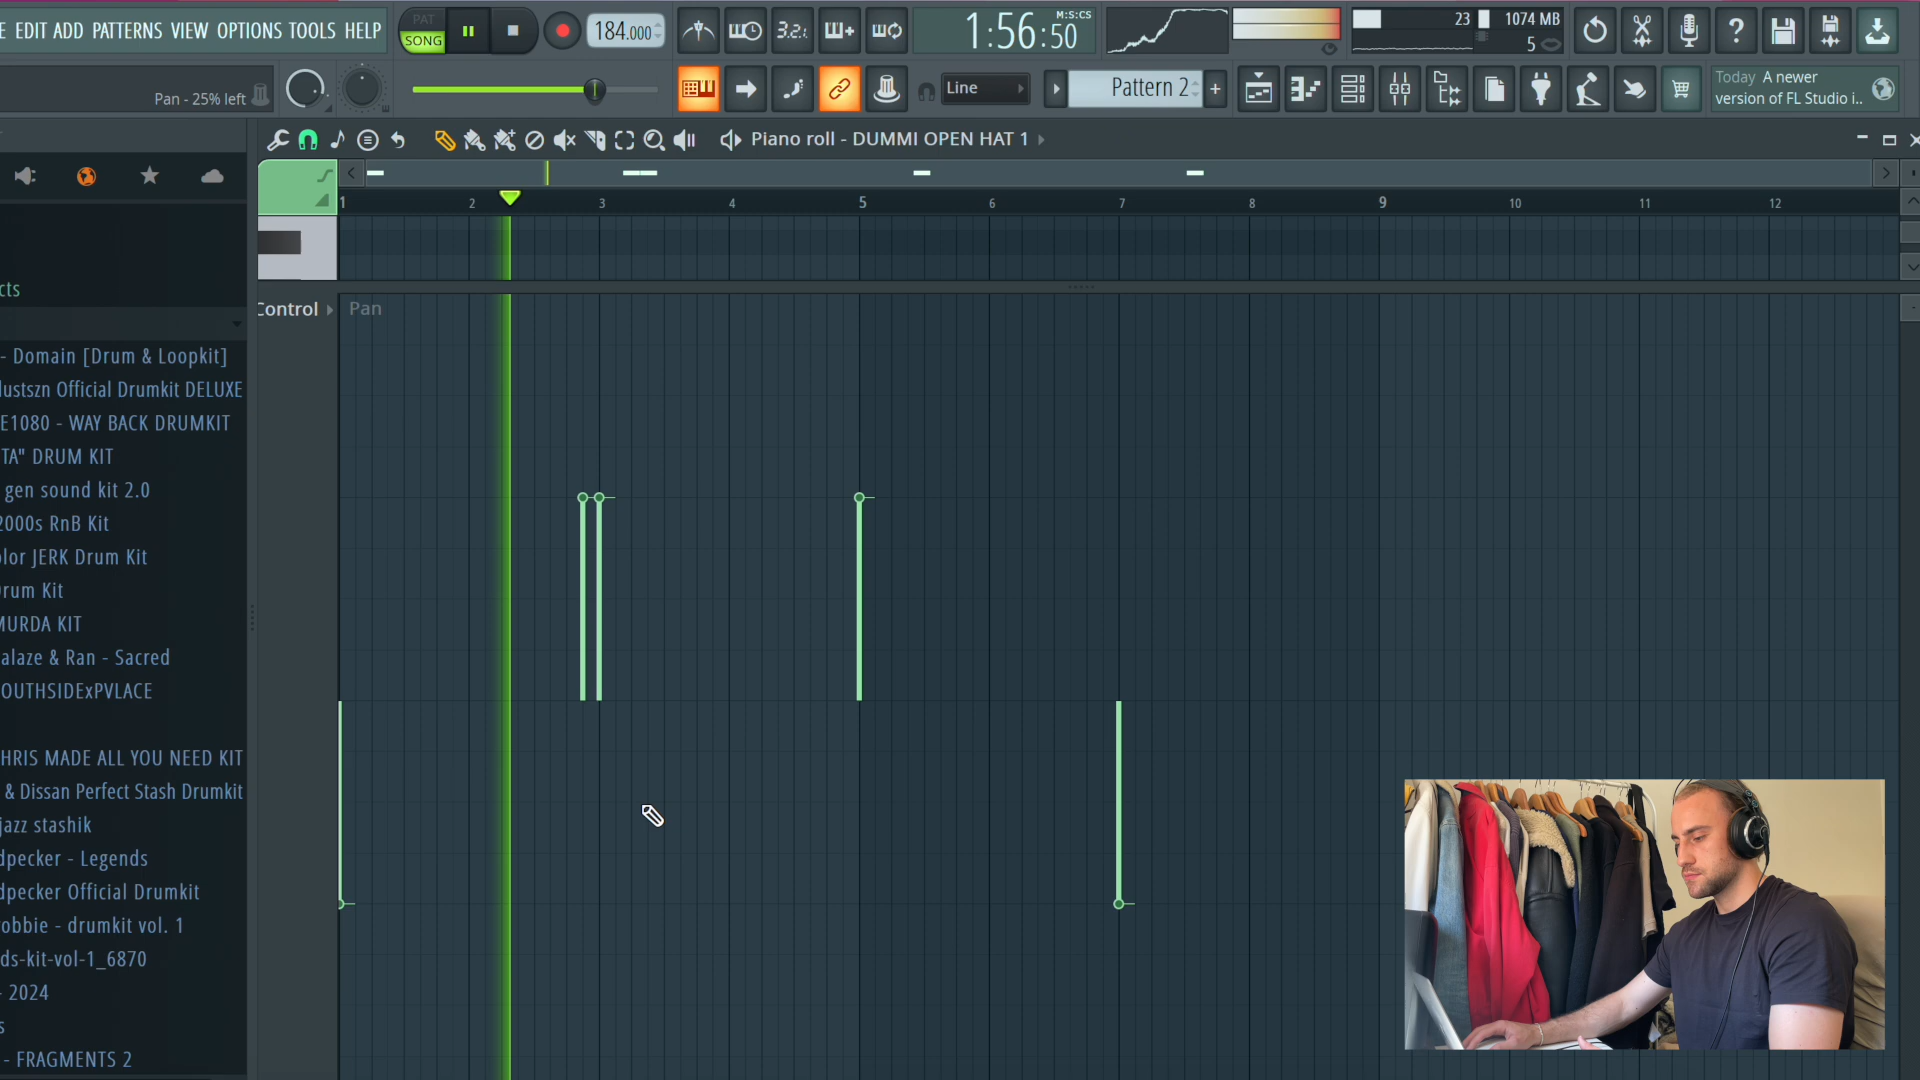 E EDIT ADD PATTERNS VIEW OPTIONS TOOLS HELP
PAT
SONG
184.000
3.2.
1:56:50
M:S:CS
23
1074 MB
5
Pan - 25% left
Line
Pattern 2
+
Today A newer
version of FL Studio i..
Piano roll - DUMMI OPEN HAT 1
1 2 3 4 5 6 7 8 9 10 11 12
Control
Pan
cts
- Domain [Drum & Loopkit]
lustszn Official Drumkit DELUXE
E1080 - WAY BACK DRUMKIT
TA" DRUM KIT
gen sound kit 2.0
2000s RnB Kit
olor JERK Drum Kit
Drum Kit
MURDA KIT
alaze & Ran - Sacred
OUTHSIDExPVLACE
HRIS MADE ALL YOU NEED KIT
& Dissan Perfect Stash Drumkit
jazz stashik
dpecker - Legends
dpecker Official Drumkit
robbie - drumkit vol. 1
ds-kit-vol-1_6870
- 2024
s
- FRAGMENTS 2